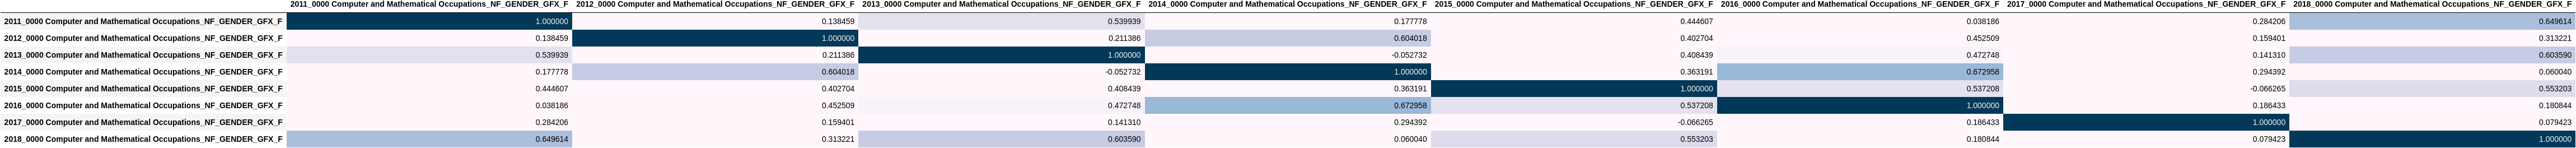 2011_0000 Computer and Mathematical Occupations_NF_GENDER_GFX_F 2012_0000 Computer and Mathematical Occupations_NF_GENDER_GFX_F 2013_0000 Computer and Mathematical Occupations_NF_GENDER_GFX_F 2014_0000 Computer and Mathematical Occupations_NF_GENDER_GFX_F 2015_0000 Computer and Mathematical Occupations_NF_GENDER_GFX_F 2016_0000 Computer and Mathematical Occupations_NF_GENDER_GFX_F 2017_0000 Computer and Mathematical Occupations_NF_GENDER_GFX_F 2018_0000 Computer and Mathematical Occupations_NF_GENDER_GFX_F
2011_0000 Computer and Mathematical Occupations_NF_GENDER_GFX_F 1.000000 0.138459 0.539939 0.177778 0.444607 0.038186 0.284206 0.649614
2012_0000 Computer and Mathematical Occupations_NF_GENDER_GFX_F 0.138459 1.000000 0.211386 0.604018 0.402704 0.452509 0.159401 0.313221
2013_0000 Computer and Mathematical Occupations_NF_GENDER_GFX_F 0.539939 0.211386 1.000000 -0.052732 0.408439 0.472748 0.141310 0.603590
2014_0000 Computer and Mathematical Occupations_NF_GENDER_GFX_F 0.177778 0.604018 -0.052732 1.000000 0.363191 0.672958 0.294392 0.060040
2015_0000 Computer and Mathematical Occupations_NF_GENDER_GFX_F 0.444607 0.402704 0.408439 0.363191 1.000000 0.537208 -0.066265 0.553203
2016_0000 Computer and Mathematical Occupations_NF_GENDER_GFX_F 0.038186 0.452509 0.472748 0.672958 0.537208 1.000000 0.186433 0.180844
2017_0000 Computer and Mathematical Occupations_NF_GENDER_GFX_F 0.284206 0.159401 0.141310 0.294392 -0.066265 0.186433 1.000000 0.079423
2018_0000 Computer and Mathematical Occupations_NF_GENDER_GFX_F 0.649614 0.313221 0.603590 0.060040 0.553203 0.180844 0.079423 1.000000